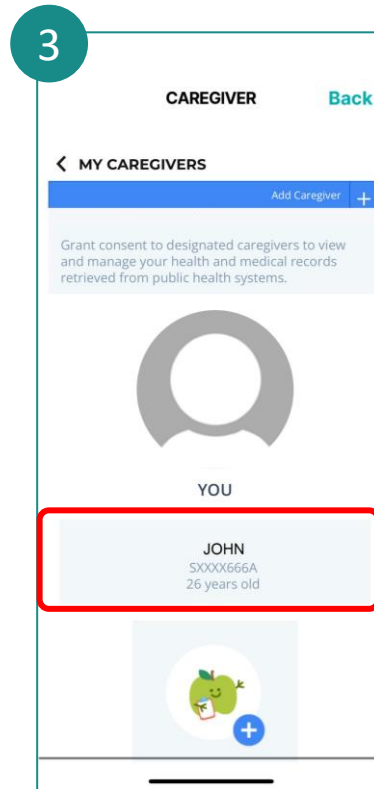 3
CAREGIVER Back
MY CAREGIVERS
Add Caregiver +
Grant consent to designated caregivers to view
and manage your health and medical records
retrieved from public health systems.
YOU
JOHN
SXXXX666A
26 years old